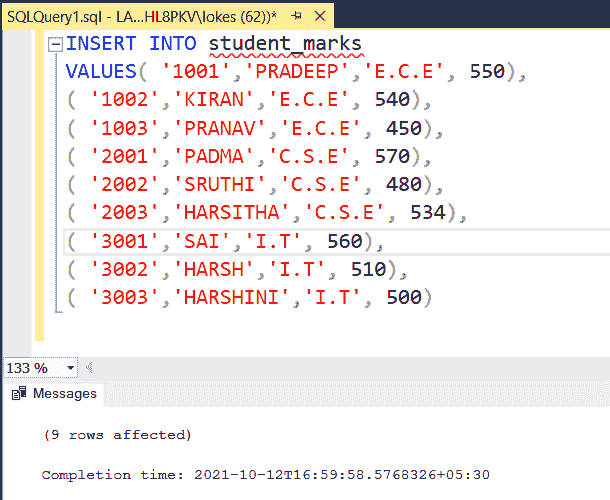 SQLQuery1.sql - LA...HL8PKV\lokes (62))*
INSERT INTO student_marks
VALUES( '1001','PRADEEP','E.C.E', 550),
( '1002','KIRAN','E.C.E', 540),
( '1003','PRANAV','E.C.E', 450),
( '2001','PADMA','C.S.E', 570),
( '2002','SRUTHI','C.S.E', 480),
( '2003','HARSITHA','C.S.E', 534),
( '3001','SAI','I.T', 560),
( '3002','HARSH','I.T', 510),
( '3003','HARSHINI','I.T', 500)
133 %
Messages
(9 rows affected)
Completion time: 2021-10-12T16:59:58.5768326+05:30